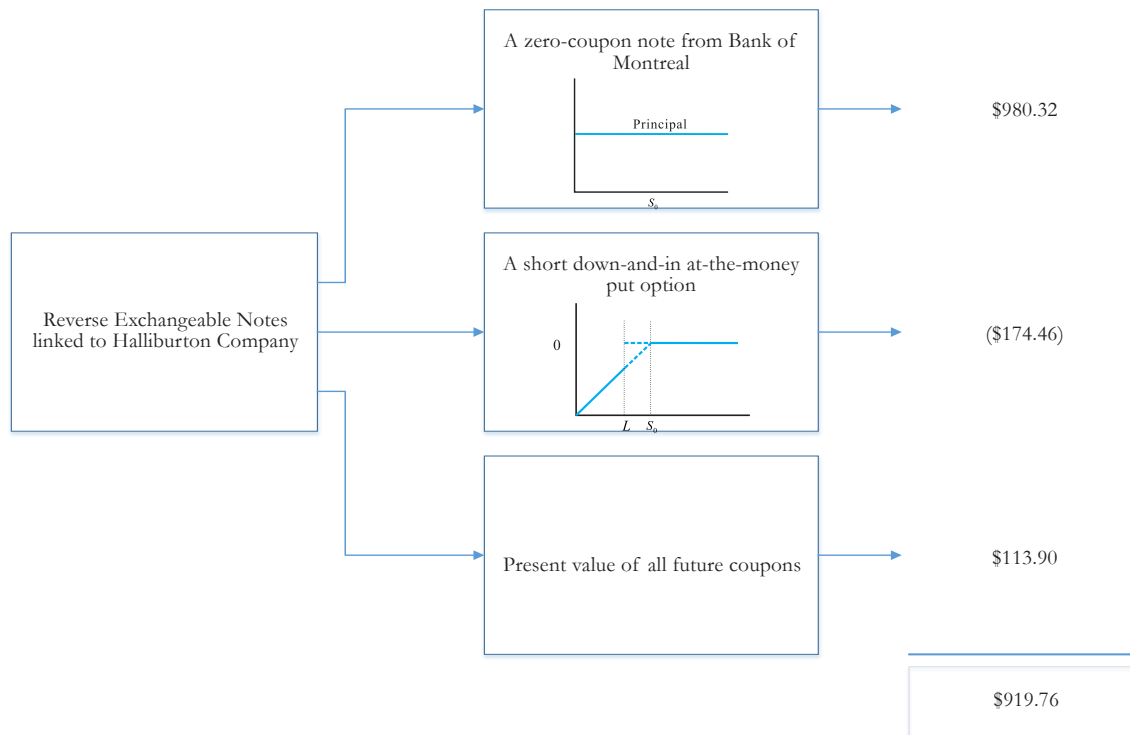 A zero-coupon note from Bank of
Montreal
Principal
S₀
$980.32
Reverse Exchangeable Notes
linked to Halliburton Company
A short down-and-in at-the-money
put option
0
L S₀
($174.46)
Present value of all future coupons
$113.90
$919.76